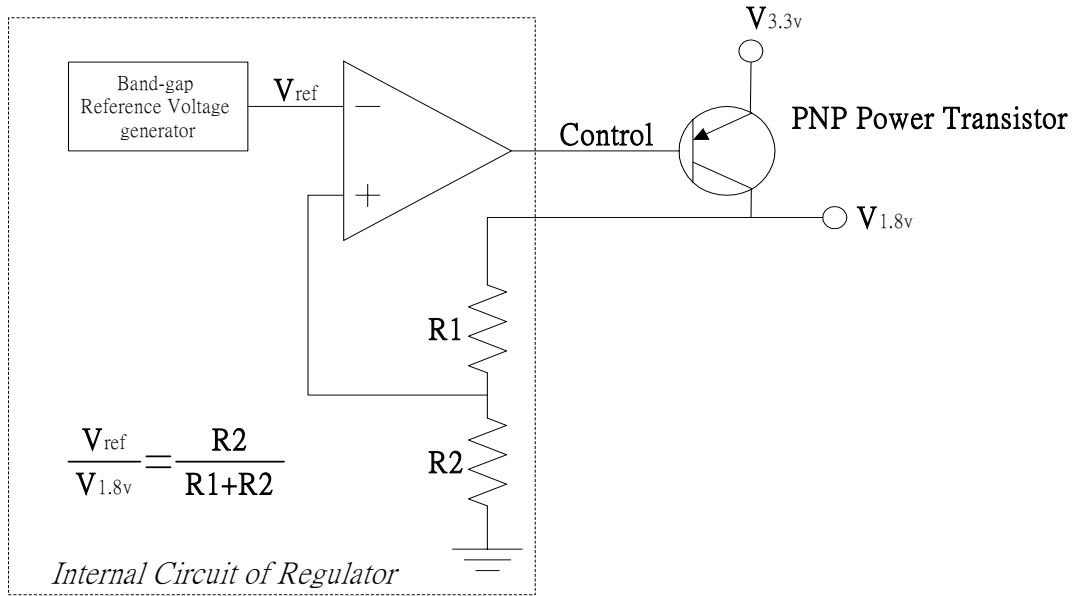 V3.3v
Band-gap
Reference Voltage
generator
Vref
−
+
Control
PNP Power Transistor
V1.8v
R1
R2
Vref
V1.8v
=
R2
R1+R2
Internal Circuit of Regulator